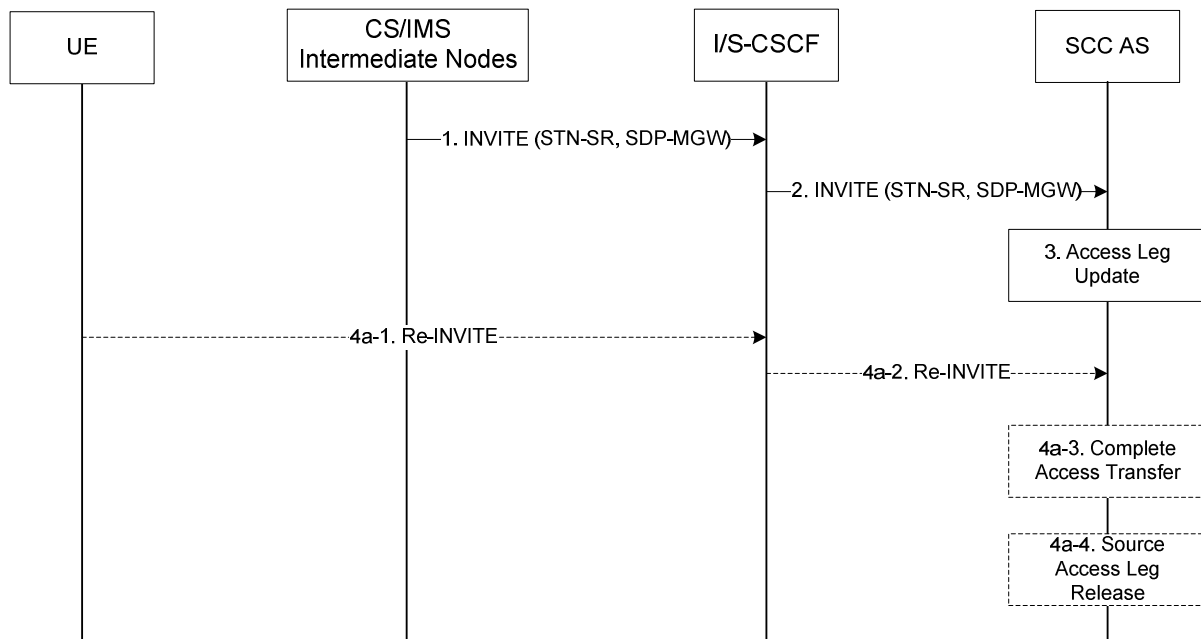 UE
CS/IMS
Intermediate Nodes
I/S-CSCF
SCC AS
1. INVITE (STN-SR, SDP-MGW)
2. INVITE (STN-SR, SDP-MGW)
3. Access Leg
Update
4a-1. Re-INVITE
4a-2. Re-INVITE
4a-3. Complete
Access Transfer
4a-4. Source
Access Leg
Release